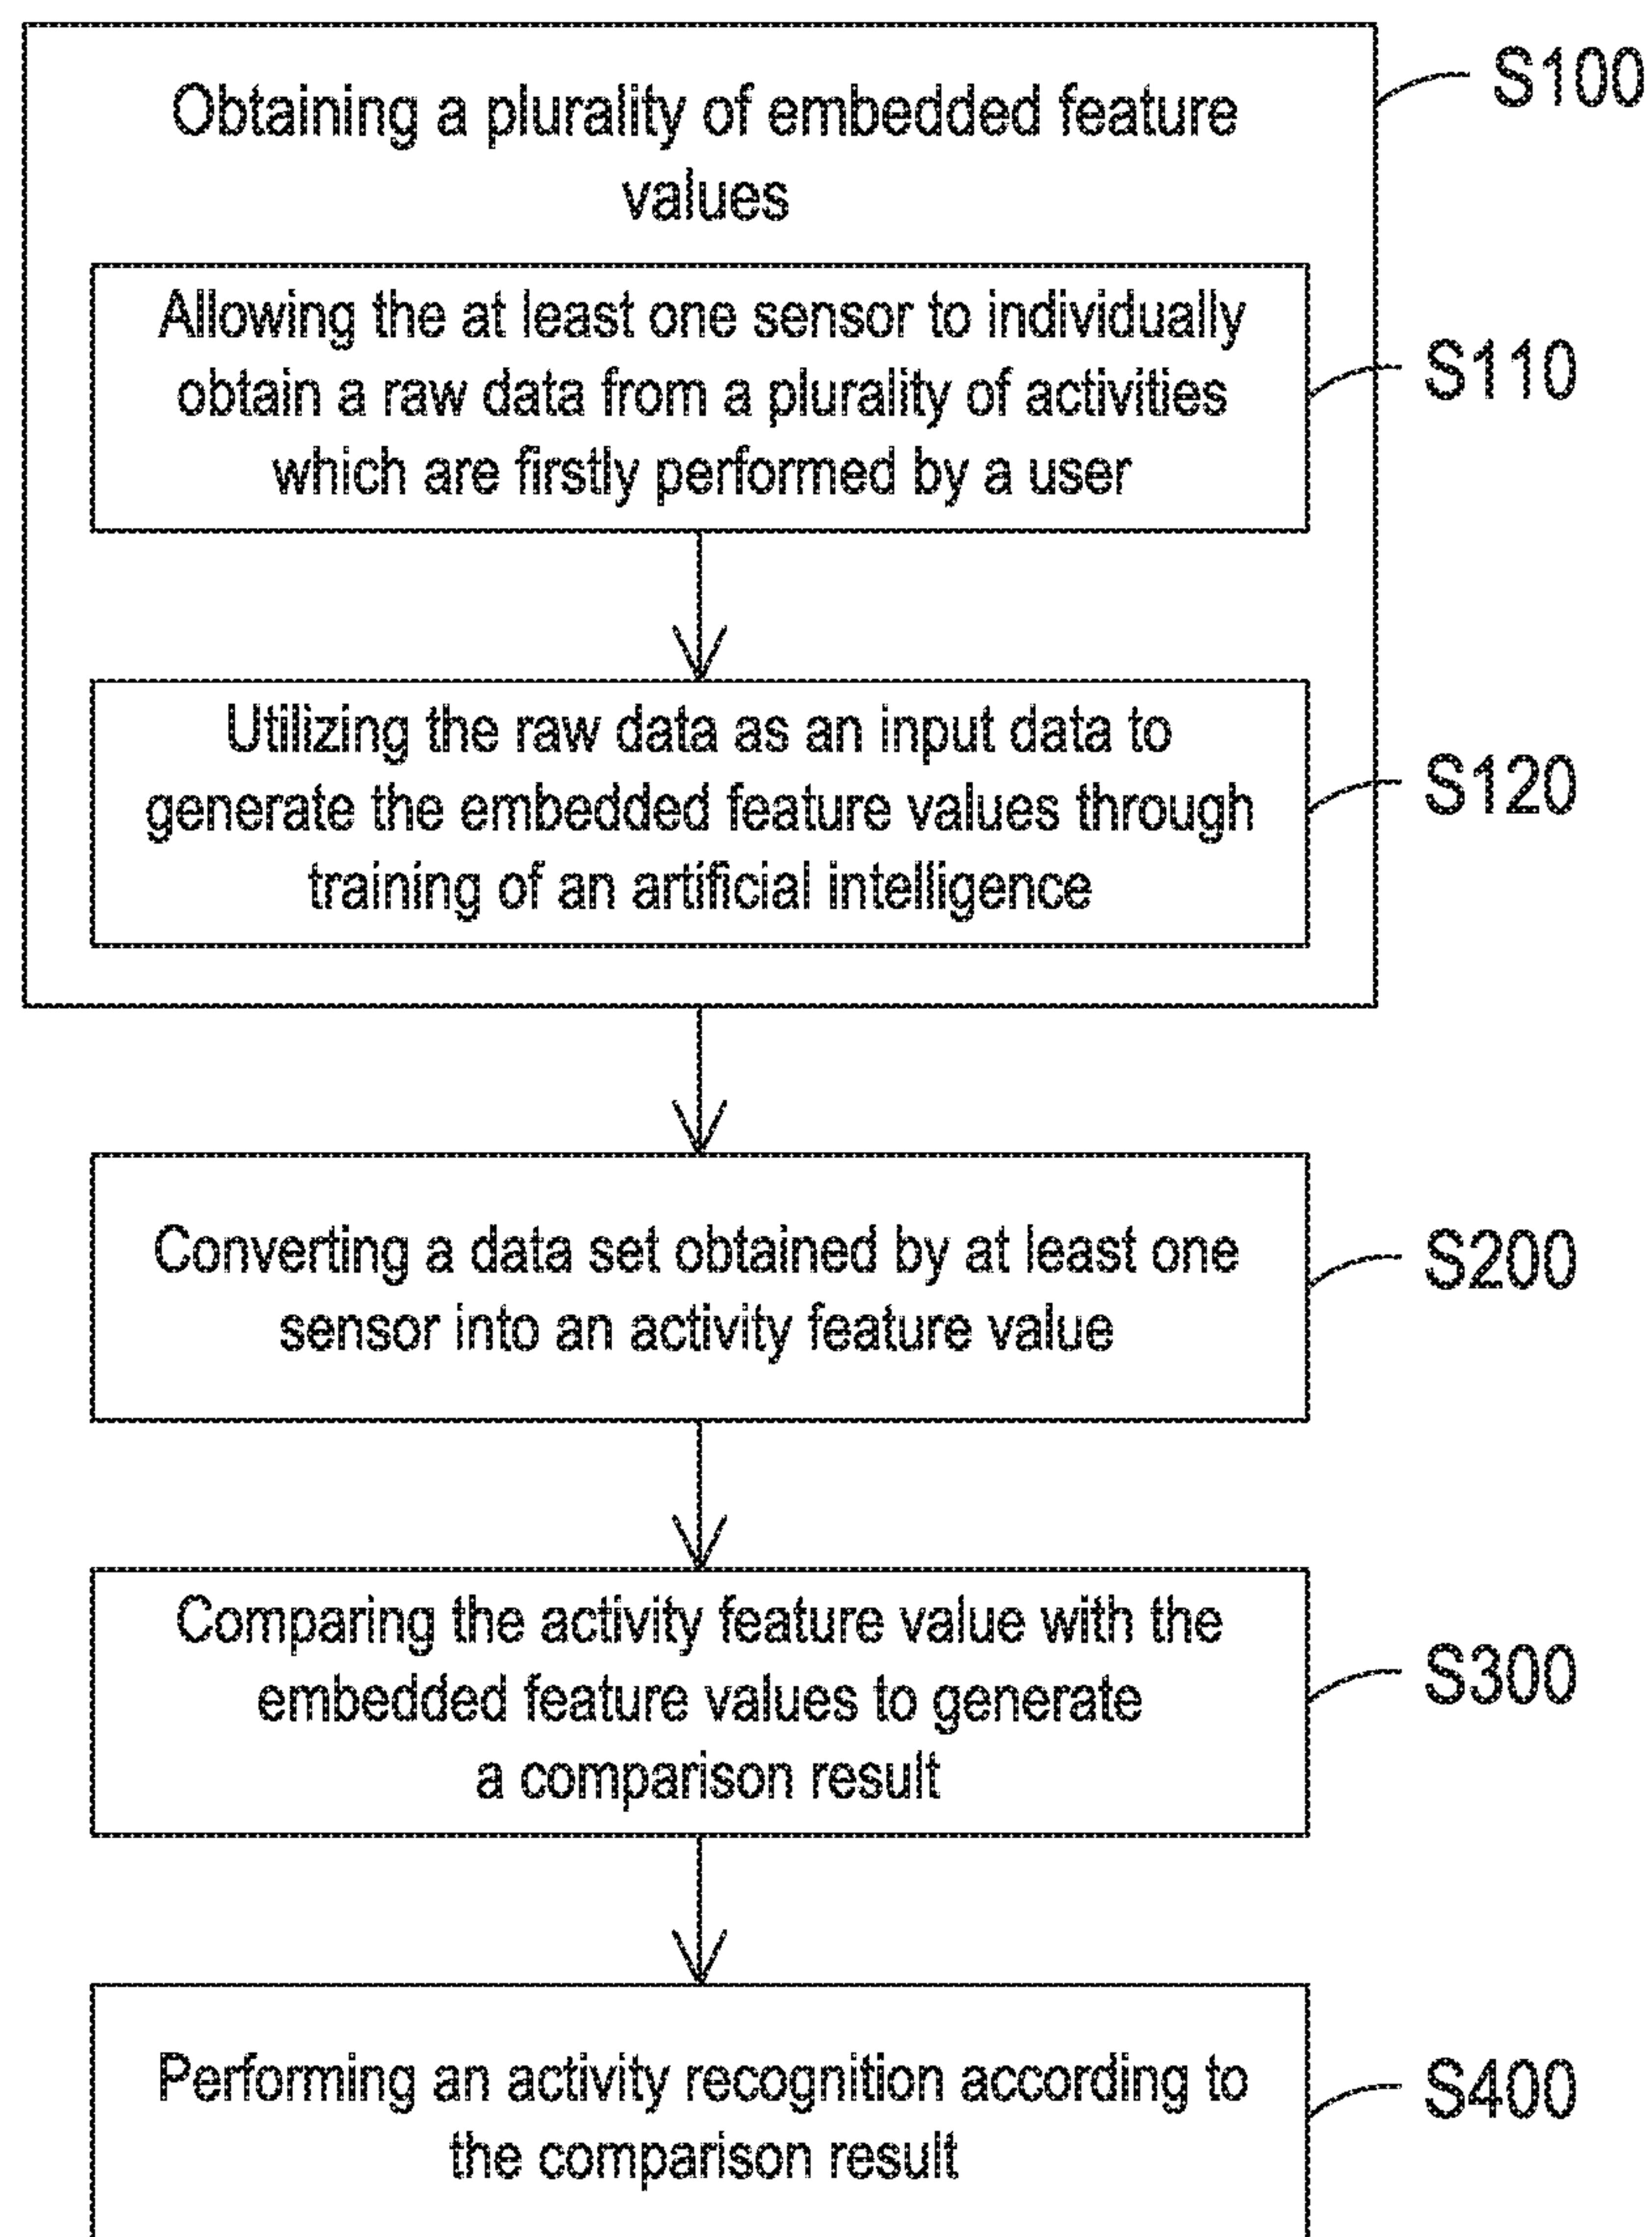 Obtaining a plurality of embedded feature
values
S100
Allowing the at least one sensor to individually
obtain a raw data from a plurality of activities
which are firstly performed by a user
S110
Utilizing the raw data as an input data to
generate the embedded feature values through
training of an artificial intelligence
S120
Converting a data set obtained by at least one
sensor into an activity feature value
S200
Comparing the activity feature value with the
embedded feature values to generate
a comparison result
S300
Performing an activity recognition according to
the comparison result
S400